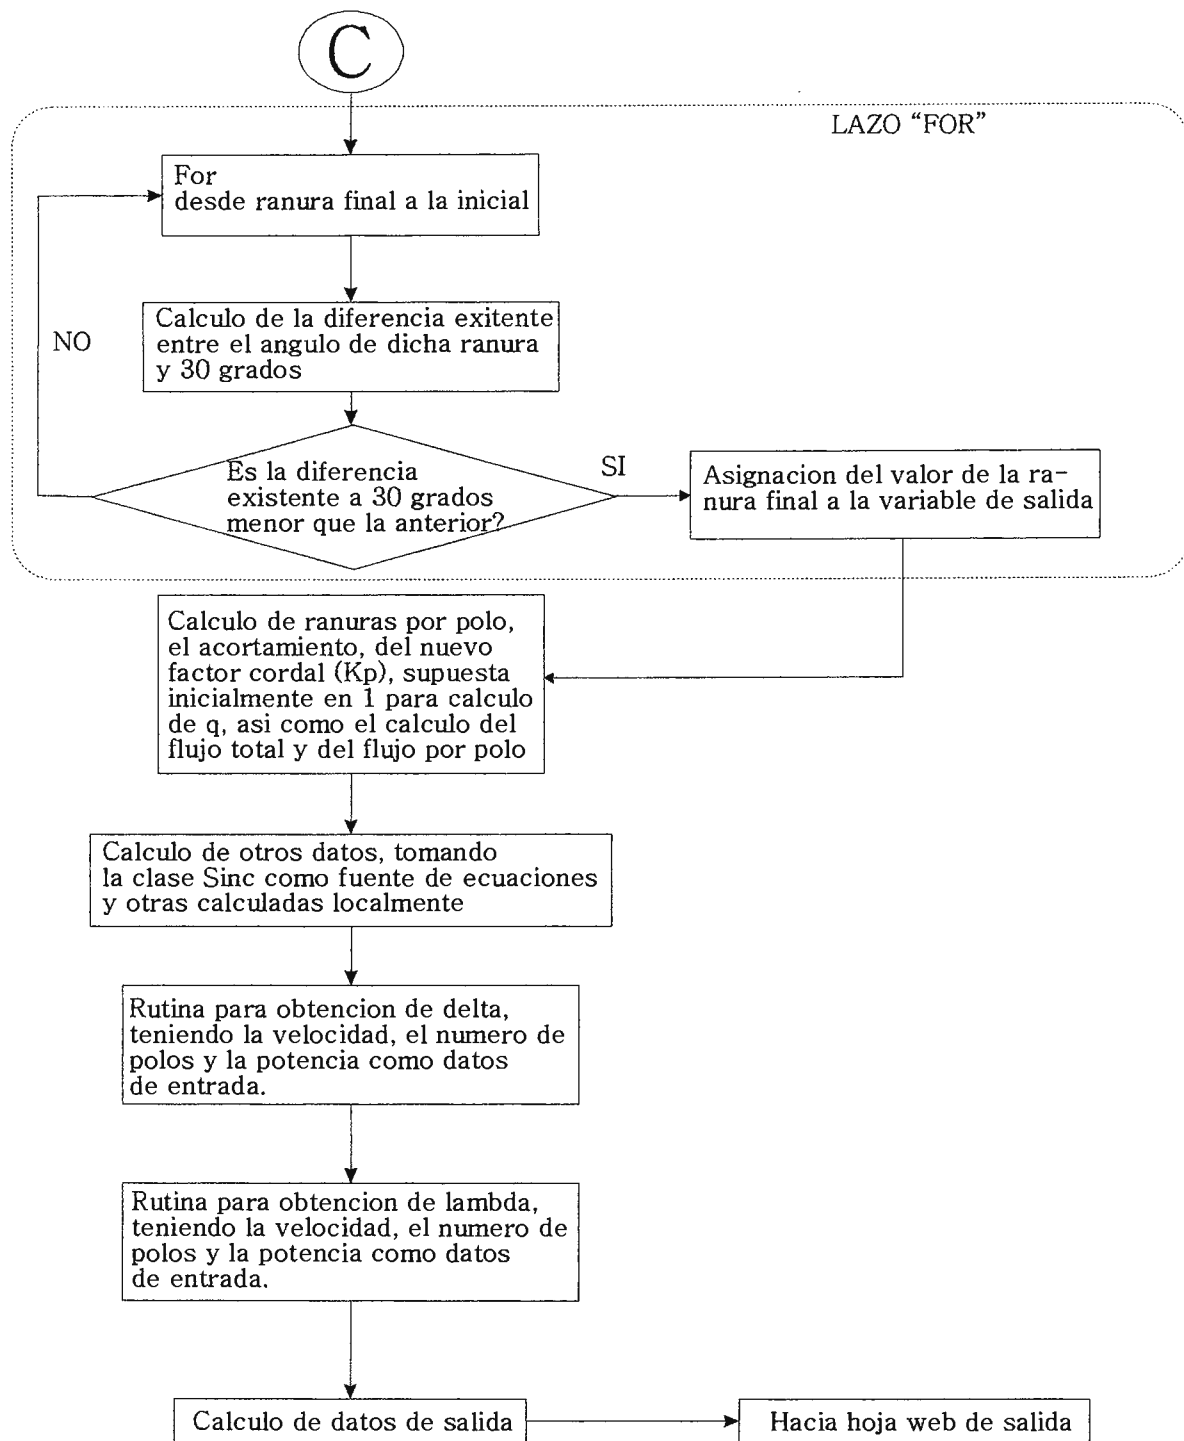 C
LAZO “FOR”
For
desde ranura final a la inicial
Calculo de la diferencia exitente
entre el angulo de dicha ranura
y 30 grados
NO
Es la diferencia
existente a 30 grados
menor que la anterior?
SI
Asignacion del valor de la ra-
nura final a la variable de salida
Calculo de ranuras por polo,
el acortamiento, del nuevo
factor cordal (Kp), supuesta
inicialmente en 1 para calculo
de q, asi como el calculo del
flujo total y del flujo por polo
Calculo de otros datos, tomando
la clase Sinc como fuente de ecuaciones
y otras calculadas localmente
Rutina para obtencion de delta,
teniendo la velocidad, el numero de
polos y la potencia como datos
de entrada.
Rutina para obtencion de lambda,
teniendo la velocidad, el numero de
polos y la potencia como datos
de entrada.
Calculo de datos de salida
Hacia hoja web de salida